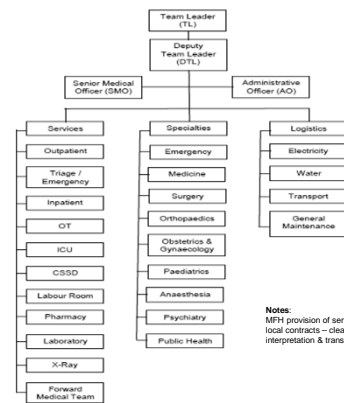 Team Leader
(TL)
Deputy
Team Leader
(DTL)
Senior Medical
Officer (SMO)
Administrative
Officer (AO)
Services
Outpatient
Triage /
Emergency
Inpatient
OT
ICU
CSSD
Labour Room
Pharmacy
Laboratory
X-Ray
Forward
Medical Team
Specialties
Emergency
Medicine
Surgery
Orthopaedics
Obstetrics &
Gynaecology
Paediatrics
Anaesthesia
Psychiatry
Public Health
Logistics
Electricity
Water
Transport
General
Maintenance
Notes:
MFH provision of ser
local contracts – clea
interpretation & trans